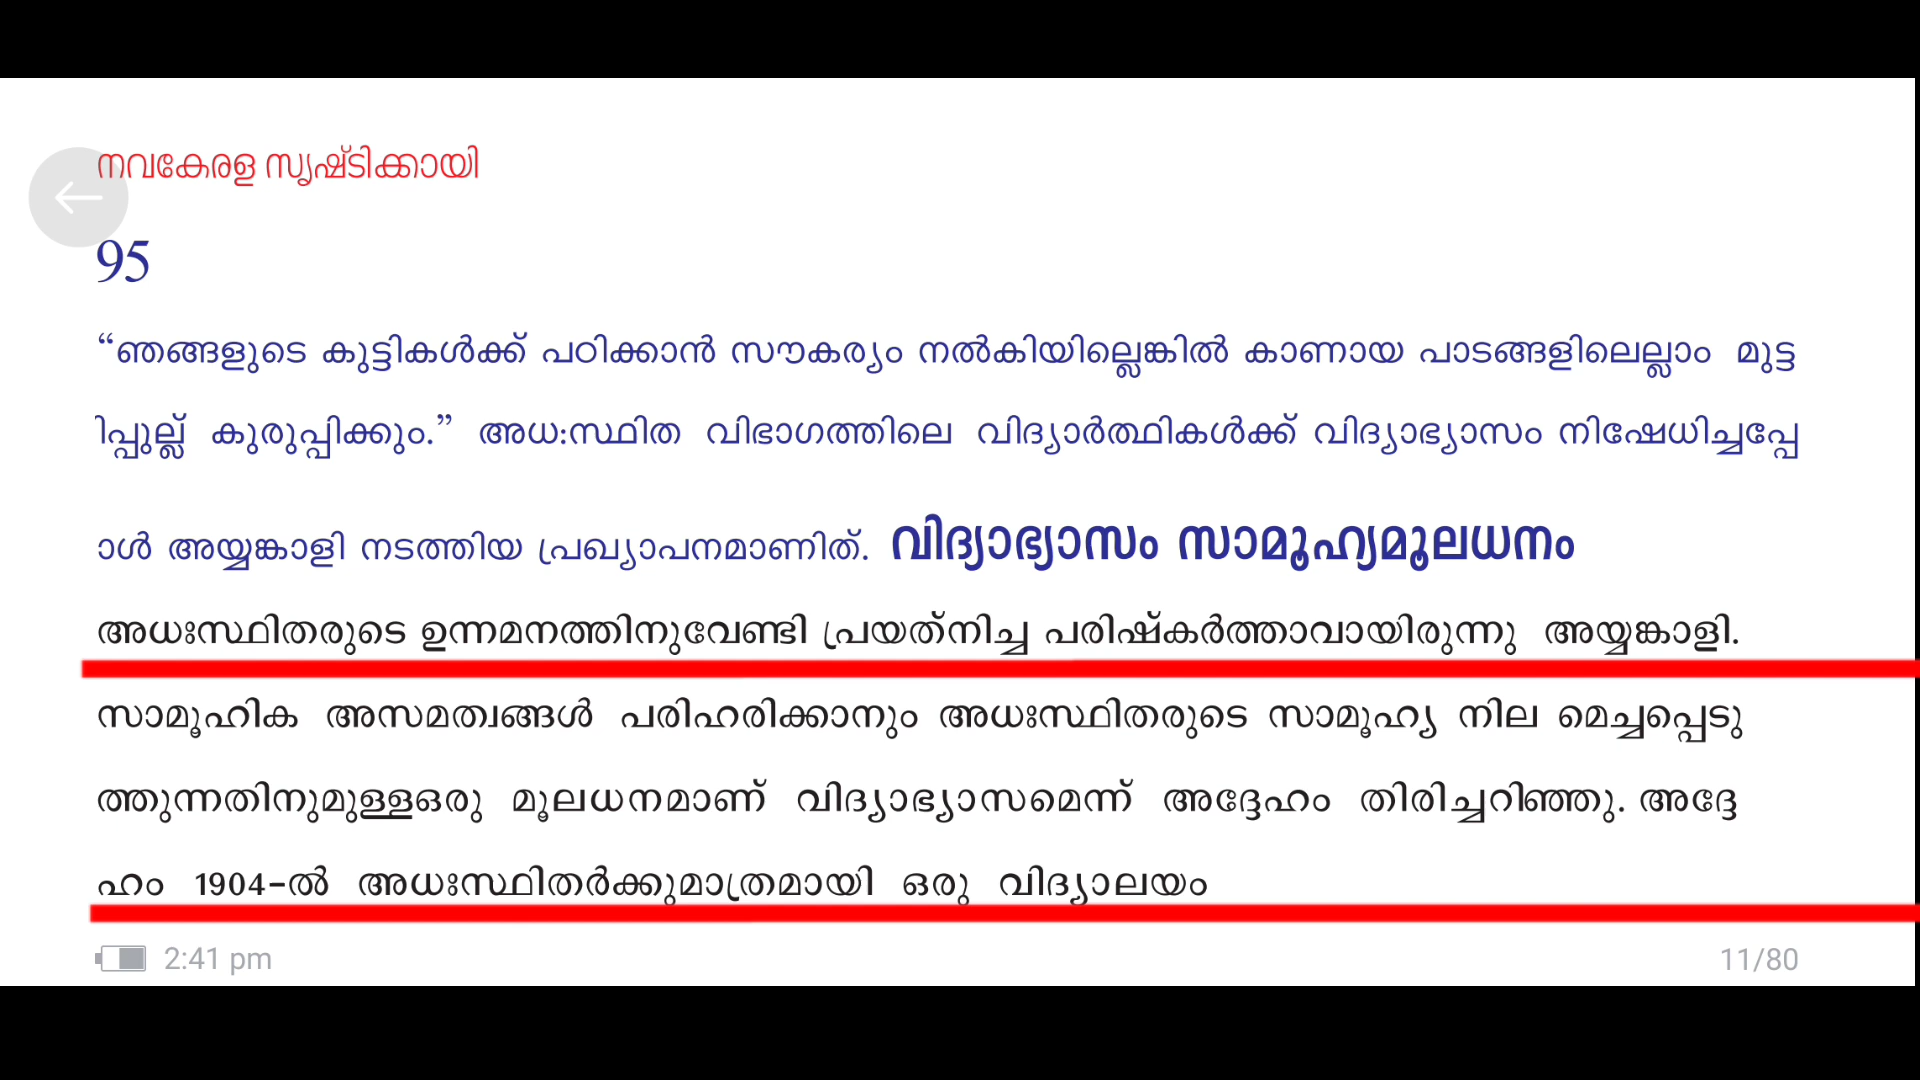 നവകേരള സൃഷ്ടിക്കായി
95
“ഞങ്ങളുടെ കുട്ടികൾക്ക് പഠിക്കാൻ സൗകര്യം നൽകിയില്ലെങ്കിൽ കാണായ പാടങ്ങളിലെല്ലാം മുട്ട
ിപ്പുല്ല് കുരുപ്പിക്കും.” അധ:സ്ഥിത വിഭാഗത്തിലെ വിദ്യാർത്ഥികൾക്ക് വിദ്യാഭ്യാസം നിഷേധിച്ചപ്പേ
ാൾ അയ്യങ്കാളി നടത്തിയ പ്രഖ്യാപനമാണിത്. വിദ്യാഭ്യാസം സാമൂഹ്യമൂലധനം
അധഃസ്ഥിതരുടെ ഉന്നമനത്തിനുവേണ്ടി പ്രയത്നിച്ച പരിഷ്കർത്താവായിരുന്നു അയ്യങ്കാളി.
സാമൂഹിക അസമത്വങ്ങൾ പരിഹരിക്കാനും അധഃസ്ഥിതരുടെ സാമൂഹ്യ നില മെച്ചപ്പെടു
ത്തുന്നതിനുമുള്ളഒരു മൂലധനമാണ് വിദ്യാഭ്യാസമെന്ന് അദ്ദേഹം തിരിച്ചറിഞ്ഞു. അദ്ദേ
ഹം 1904-ൽ അധഃസ്ഥിതർക്കുമാത്രമായി ഒരു വിദ്യാലയം
2:41 pm
11/80